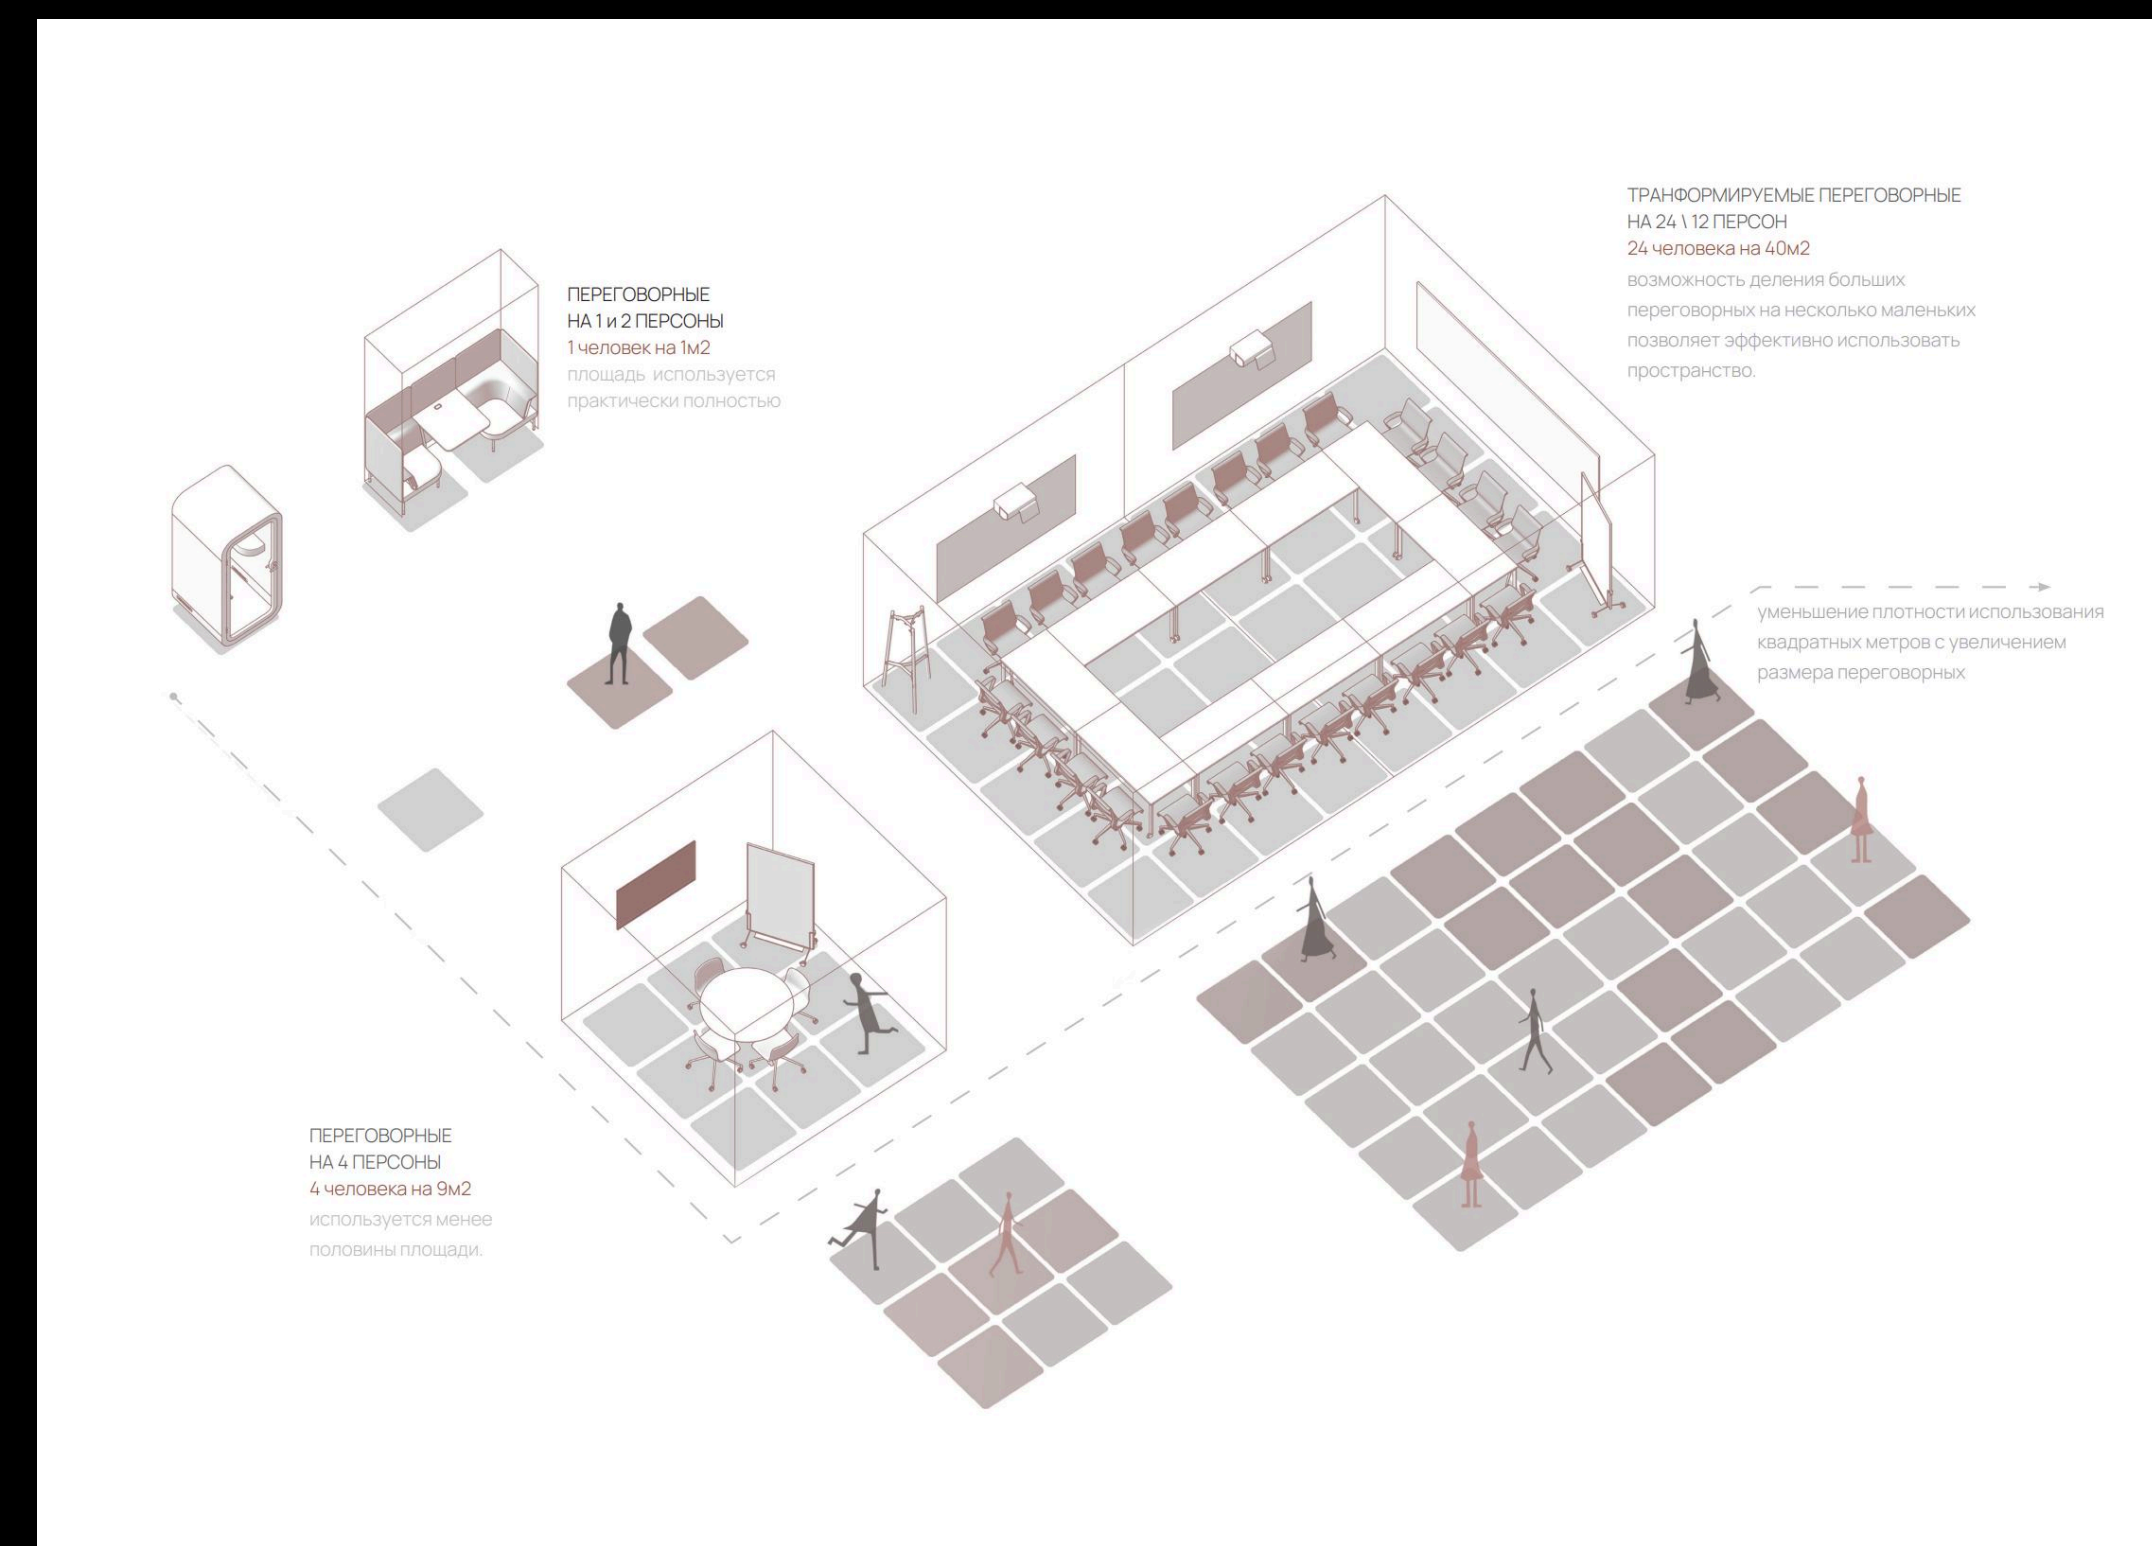 ПЕРЕГОВОРНЫЕ
НА 1 и 2 ПЕРСОНЫ
1 человек на 1м2
площадь используется
практически полностью
ТРАНФОРМИРУЕМЫЕ ПЕРЕГОВОРНЫЕ
НА 24 \ 12 ПЕРСОН
24 человека на 40м2
возможность деления больших
переговорных на несколько маленьких
позволяет эффективно использовать
пространство.
уменьшение плотности использования
квадратных метров с увеличением
размера переговорных
ПЕРЕГОВОРНЫЕ
НА 4 ПЕРСОНЫ
4 человека на 9м2
используется менее
половины площади.